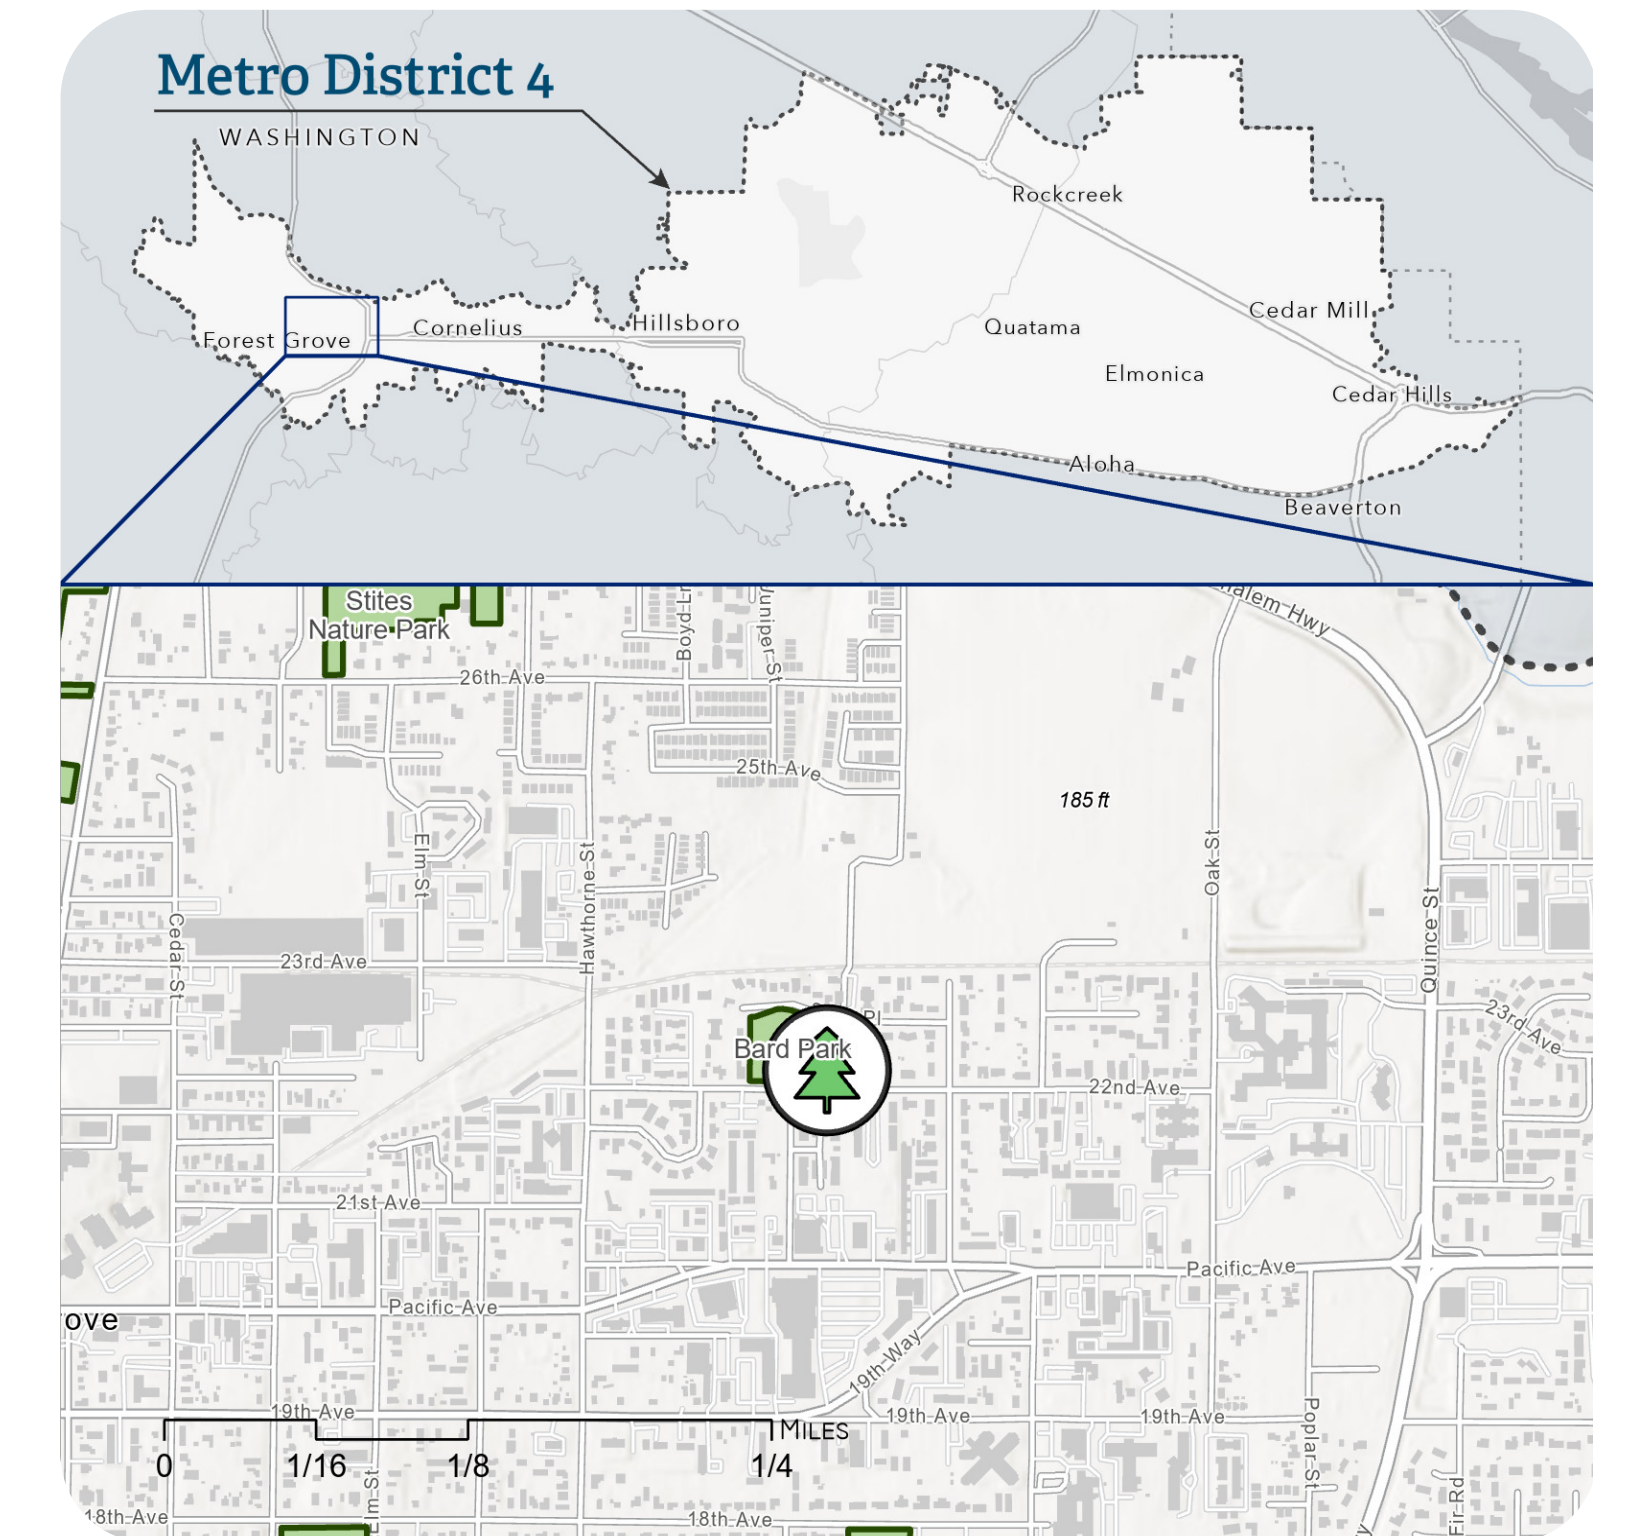 Metro District 4
WASHINGTON
Rockcreek
Cedar Mill
Hillsboro
Cornelius
Quatama
Forest Grove
Elmonica
Cedar Hills
Aloha
Beaverton
Stites
Nature Park
Boyd Ln
Juniper St
alem Hwy
26th Ave
25th Ave
185 ft
Elm St
Oak St
Hawthorne St
Quince St
Cedar St
23rd Ave
23rd Ave
Pl
Bard Park
22nd Ave
21st Ave
Pacific Ave
Pacific Ave
ove
19th Way
19th Ave
19th Ave
19th Ave
MILES
0 1/16 1/8 1/4
Poplar St
Elm St
Fir Rd
18th Ave
18th Ave